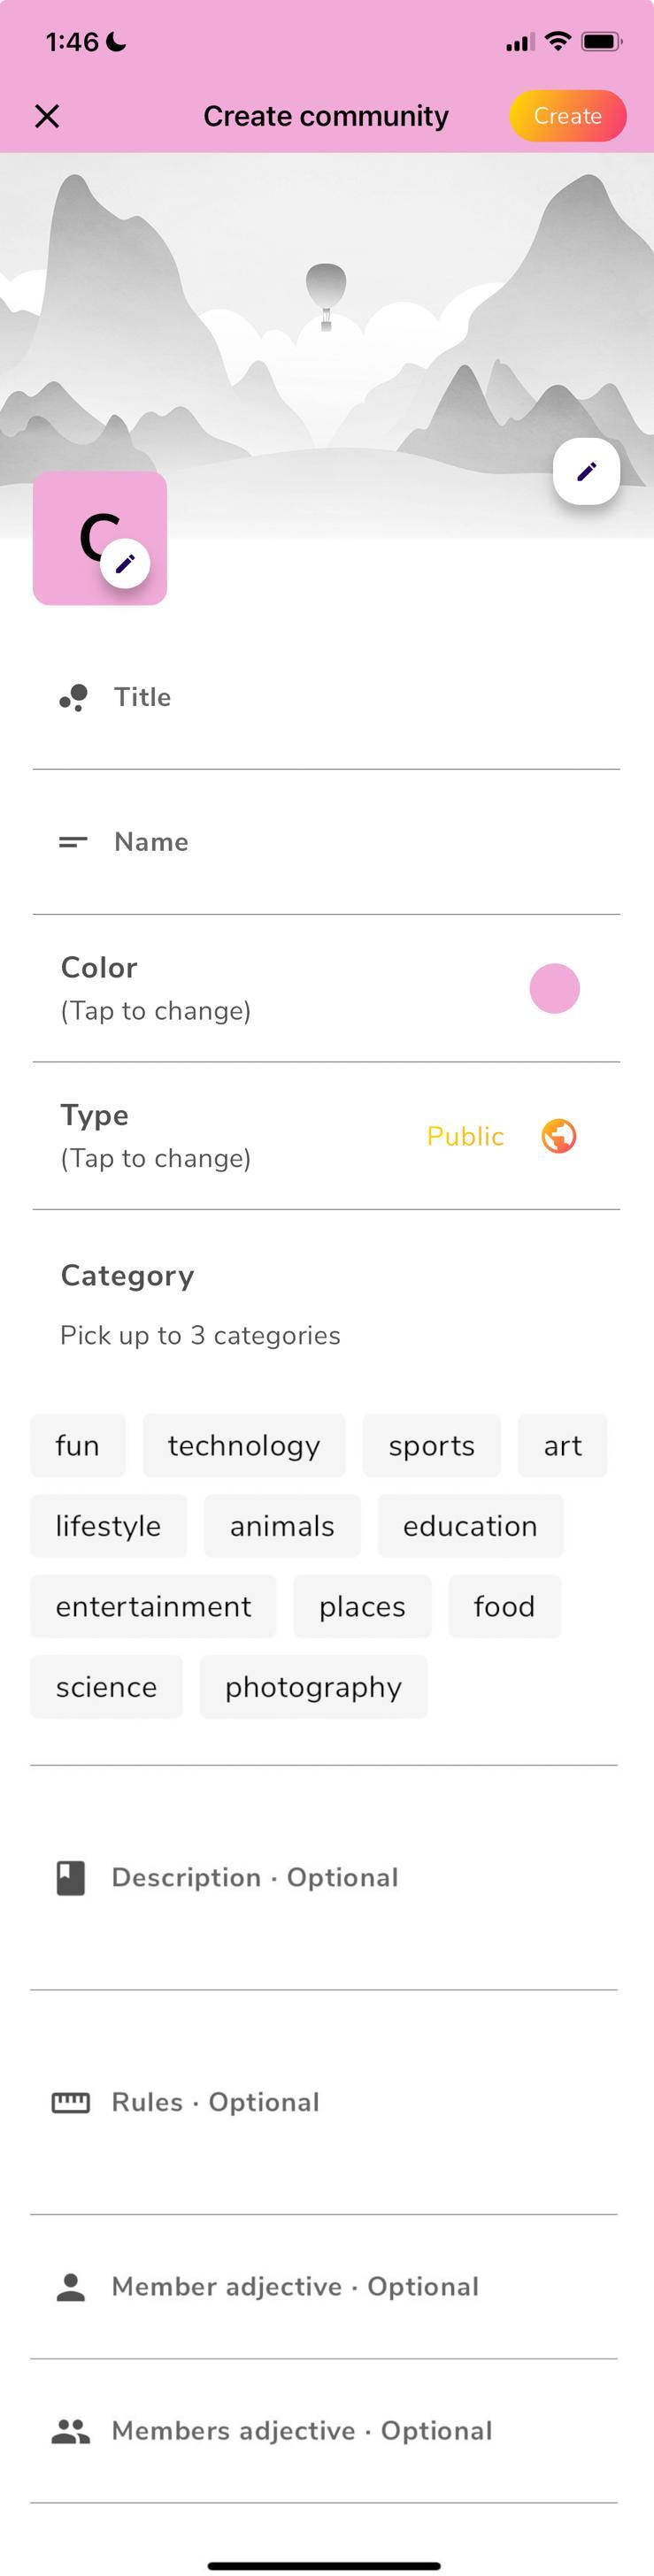 1:46
Create community
Create
C
Title
Name
Color
(Tap to change)
Type
(Tap to change)
Public
Category
Pick up to 3 categories
fun technology sports art
lifestyle animals education
entertainment places food
science photography
Description · Optional
Rules · Optional
Member adjective · Optional
Members adjective · Optional